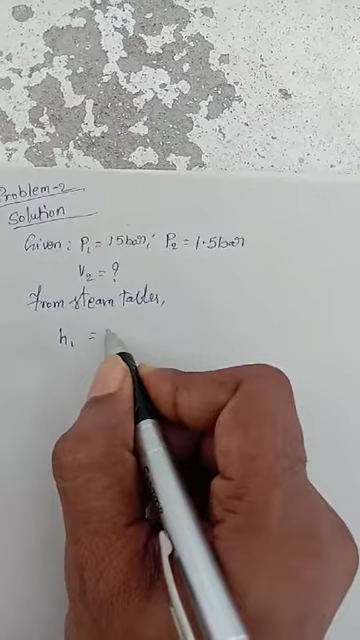 Problem-2
Solution
Given: P₁ = 15 bar; P₂ = 1.5 bar
V₂ = ?
From steam tables,
h₁ =